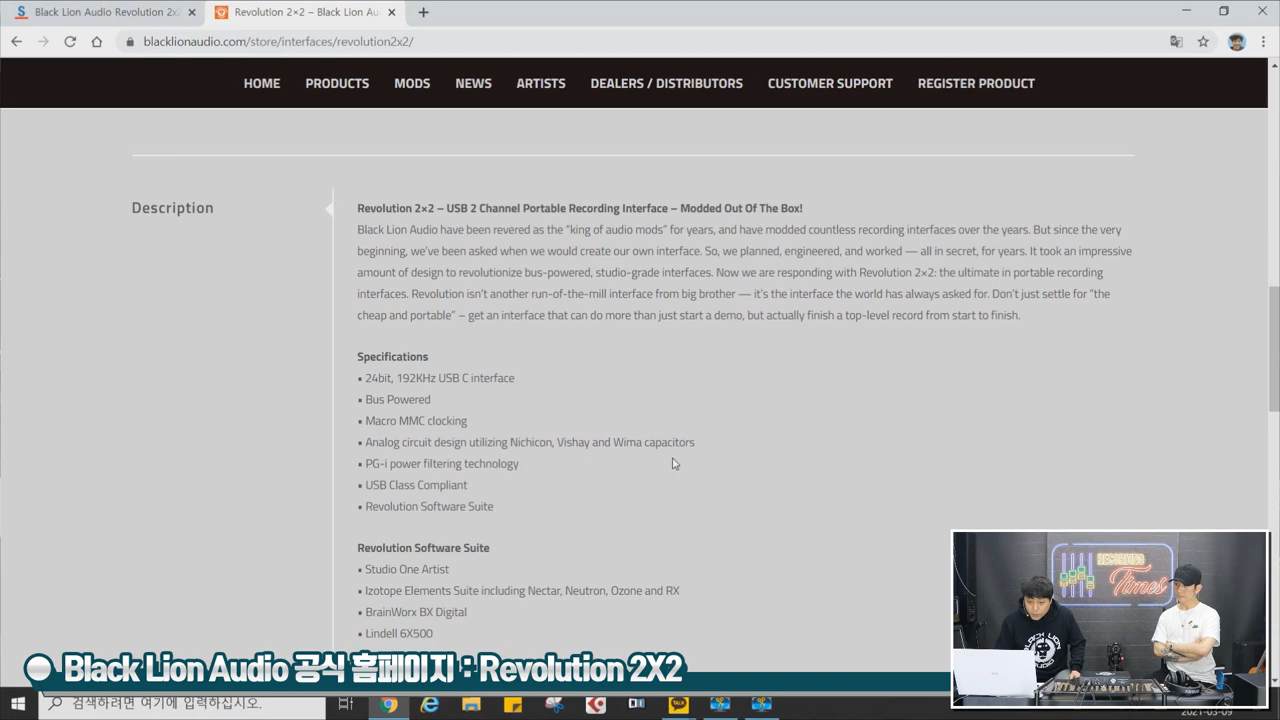 Black Lion Audio Revolution 2x
Revolution 2×2 – Black Lion Au
blacklionaudio.com/store/interfaces/revolution2x2/
HOME PRODUCTS MODS NEWS ARTISTS DEALERS / DISTRIBUTORS CUSTOMER SUPPORT REGISTER PRODUCT
Description
Revolution 2×2 – USB 2 Channel Portable Recording Interface – Modded Out Of The Box!
Black Lion Audio have been revered as the “king of audio mods” for years, and have modded countless recording interfaces over the years. But since the very
beginning, we’ve been asked when we would create our own interface. So, we planned, engineered, and worked — all in secret, for years. It took an impressive
amount of design to revolutionize bus-powered, studio-grade interfaces. Now we are responding with Revolution 2×2: the ultimate in portable recording
interfaces. Revolution isn’t another run-of-the-mill interface from big brother — it’s the interface the world has always asked for. Don’t just settle for “the
cheap and portable” – get an interface that can do more than just start a demo, but actually finish a top-level record from start to finish.
Specifications
▪ 24bit, 192KHz USB C interface
▪ Bus Powered
▪ Macro MMC clocking
▪ Analog circuit design utilizing Nichicon, Vishay and Wima capacitors
▪ PG-i power filtering technology
▪ USB Class Compliant
▪ Revolution Software Suite
Revolution Software Suite
▪ Studio One Artist
▪ Izotope Elements Suite including Nectar, Neutron, Ozone and RX
▪ BrainWorx BX Digital
▪ Lindell 6X500
RECORDING
Times
BLACK LION
AUDIO
Black Lion Audio 공식 홈페이지 : Revolution 2X2
검색하려면 여기에 입력하십시오.
TALK
2021-03-09